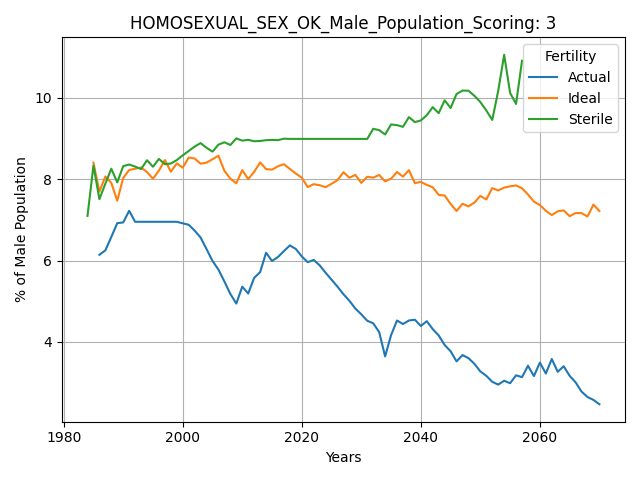 HOMOSEXUAL_SEX_OK_Male_Population_Scoring: 3
% of Male Population
10
8
6
4
Fertility
Actual
Ideal
Sterile
1980 2000 2020 2040 2060
Years